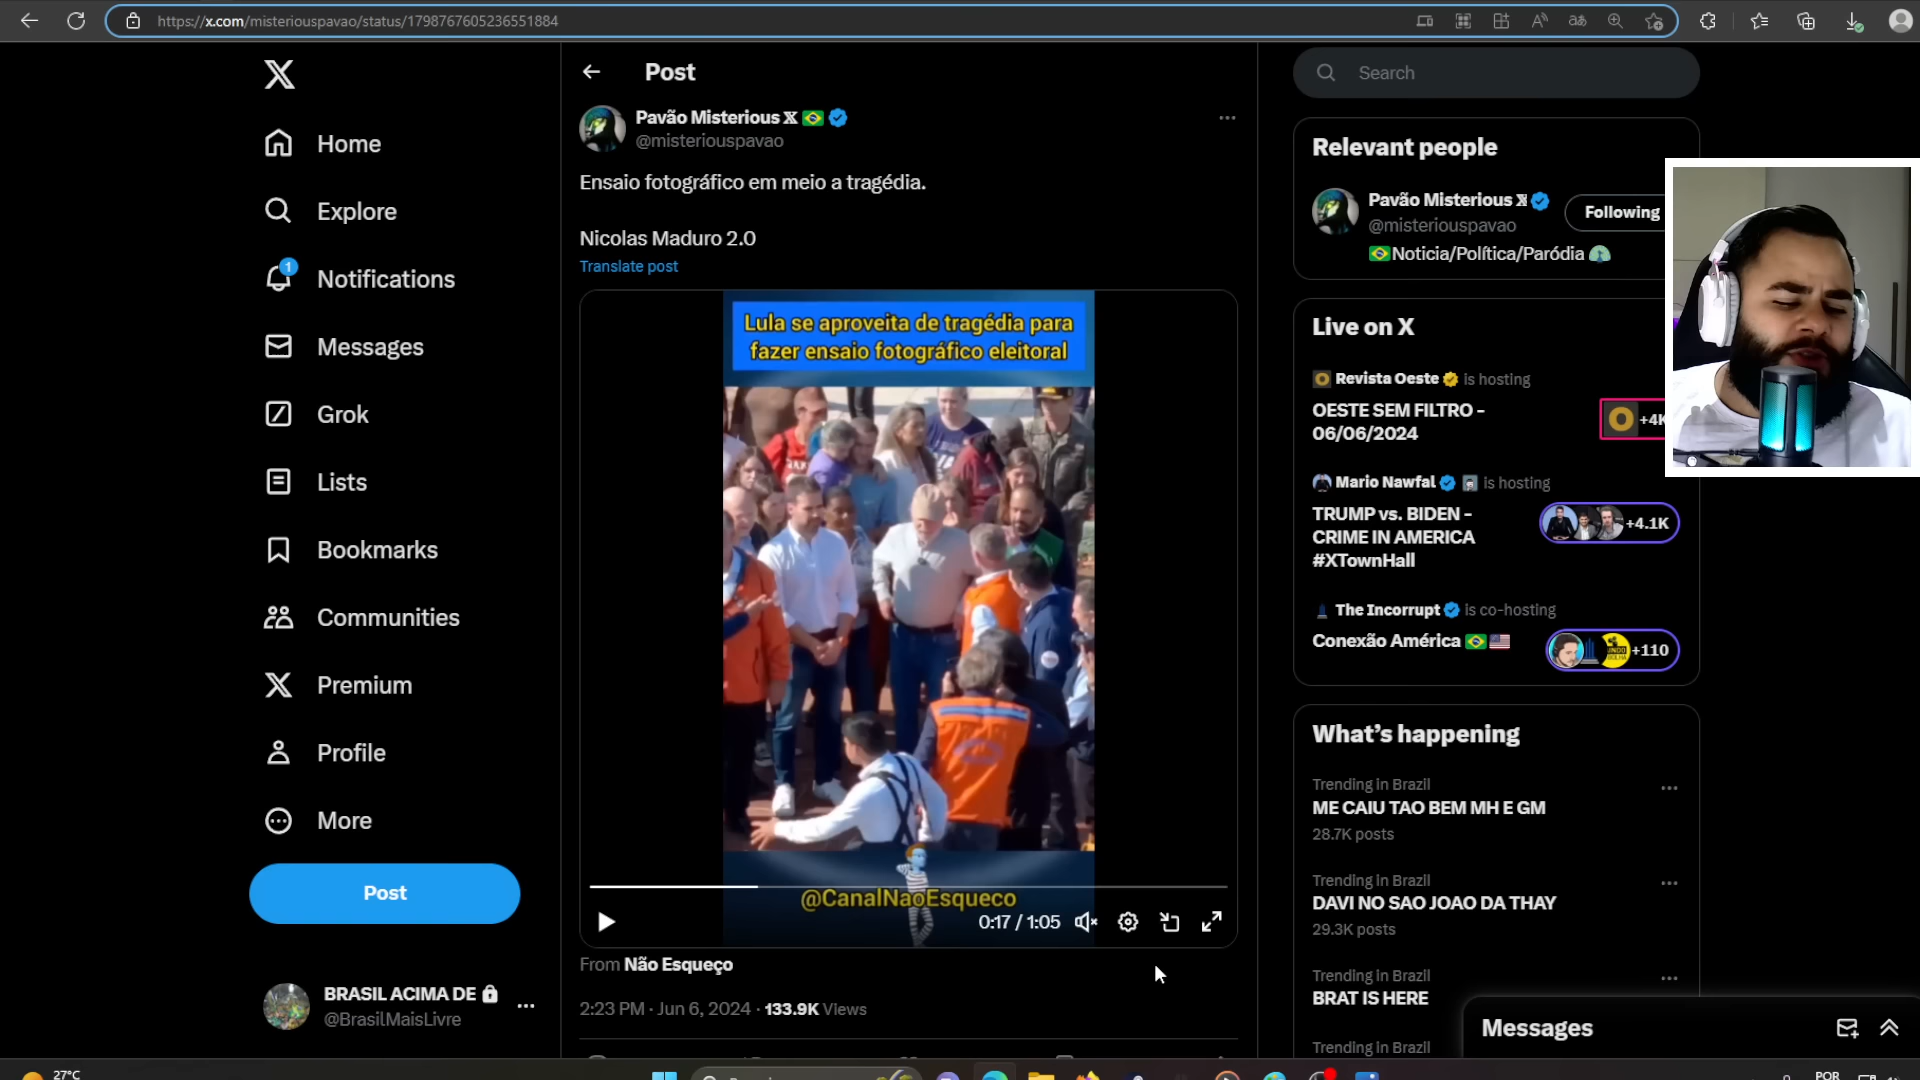 https://x.com/misteriouspavao/status/1798767605236551884
Home
Explore
1
Notifications
Messages
Grok
Lists
Bookmarks
Communities
Premium
Profile
More
Post
BRASIL ACIMA DE
@BrasilMaisLivre
Post
Pavão Misterious X
@misteriouspavao
Ensaio fotográfico em meio a tragédia.
Nicolas Maduro 2.0
Translate post
Lula se aproveita de tragédia para
fazer ensaio fotográfico eleitoral
@CanalNaoEsqueco
0:17 / 1:05
From Não Esqueço
2:23 PM · Jun 6, 2024 · 133.9K Views
Search
Relevant people
Pavão Misterious X
@misteriouspavao
Following
Noticia/Política/Paródia
Live on X
Revista Oeste is hosting
OESTE SEM FILTRO -
06/06/2024
+4K
Mario Nawfal is hosting
TRUMP vs. BIDEN -
CRIME IN AMERICA
#XTownHall
+4.1K
The Incorrupt is co-hosting
Conexão América
+110
What's happening
Trending in Brazil
ME CAIU TAO BEM MH E GM
28.7K posts
Trending in Brazil
DAVI NO SAO JOAO DA THAY
29.3K posts
Trending in Brazil
BRAT IS HERE
Trending in Brazil
Messages
27°C
POR